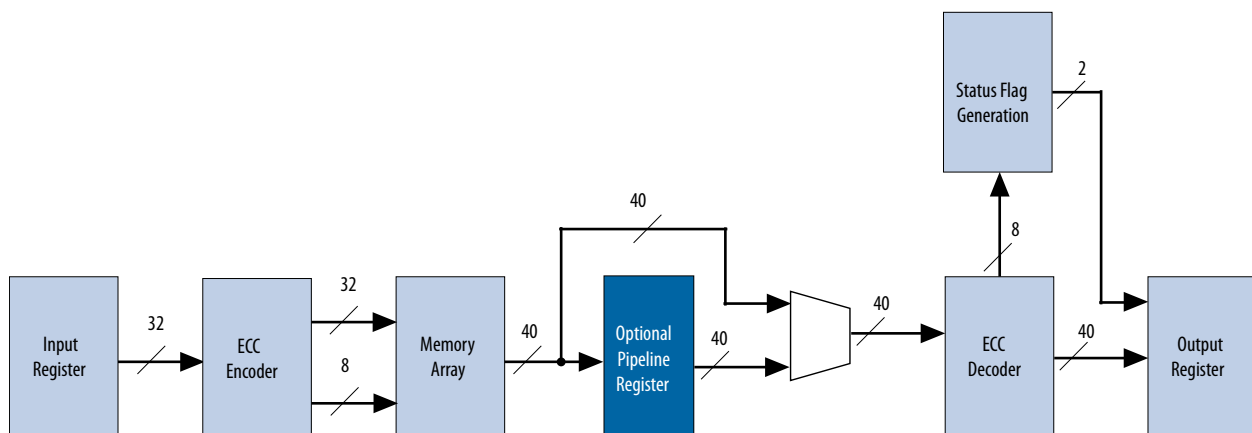 2
Status Flag
Generation
40
8
Input
Register
32
ECC
Encoder
32
8
Memory
Array
40
Optional
Pipeline
Register
40
40
ECC
Decoder
40
Output
Register